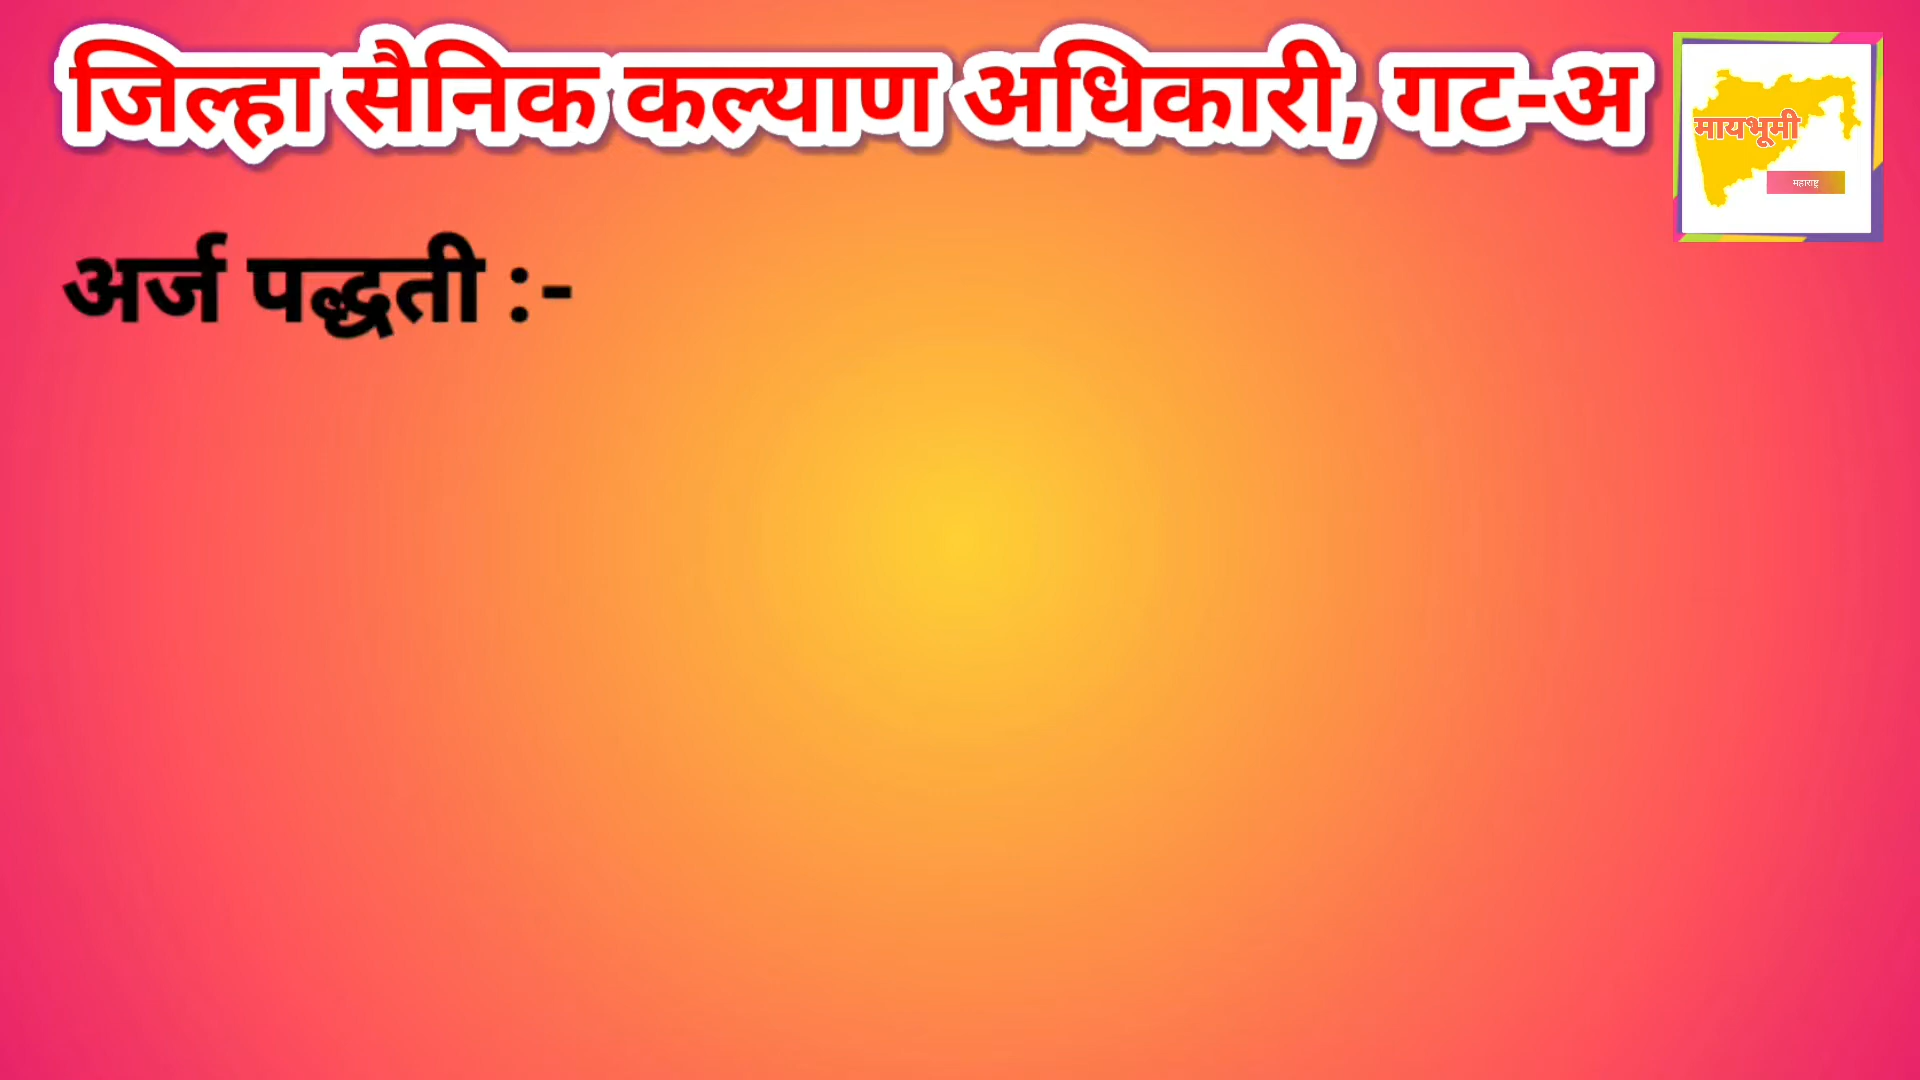 जिल्हा सैनिक कल्याण अधिकारी, गट-अ
मायभूमी
महाराष्ट्र
अर्ज पद्धती :-